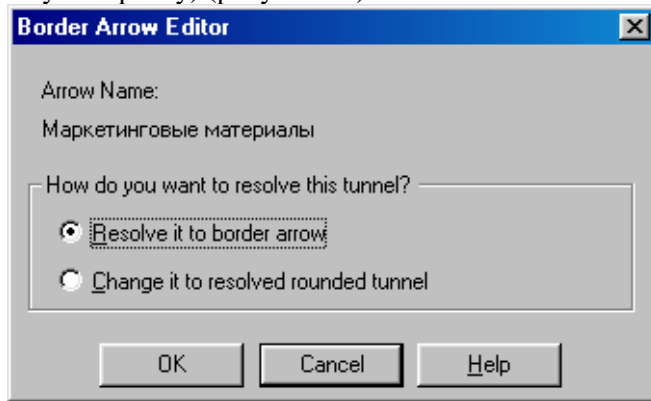 Border Arrow Editor
Arrow Name:
Маркетинговые материалы
How do you want to resolve this tunnel?
Resolve it to border arrow
Change it to resolved rounded tunnel
OK Cancel Help